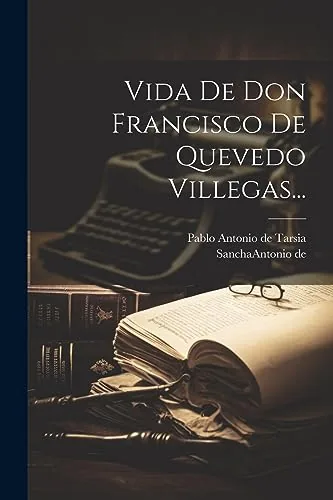 Vida De Don
Francisco De
Quevedo
Villegas...
Pablo Antonio de Tarsia
SanchaAntonio de